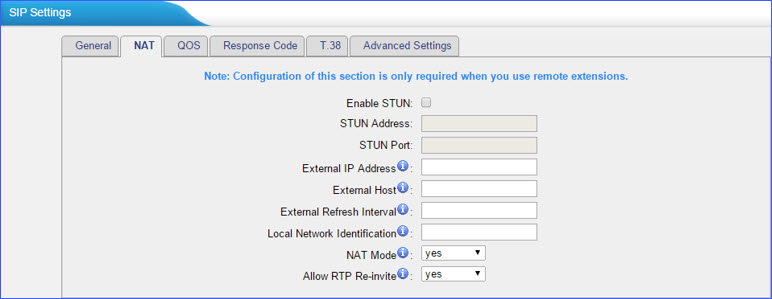 SIP Settings
General NAT QOS Response Code T.38 Advanced Settings
Note: Configuration of this section is only required when you use remote extensions.
Enable STUN:
STUN Address:
STUN Port:
External IP Address i :
External Host i :
External Refresh Interval i :
Local Network Identification i :
NAT Mode i : yes
Allow RTP Re-invite i : yes